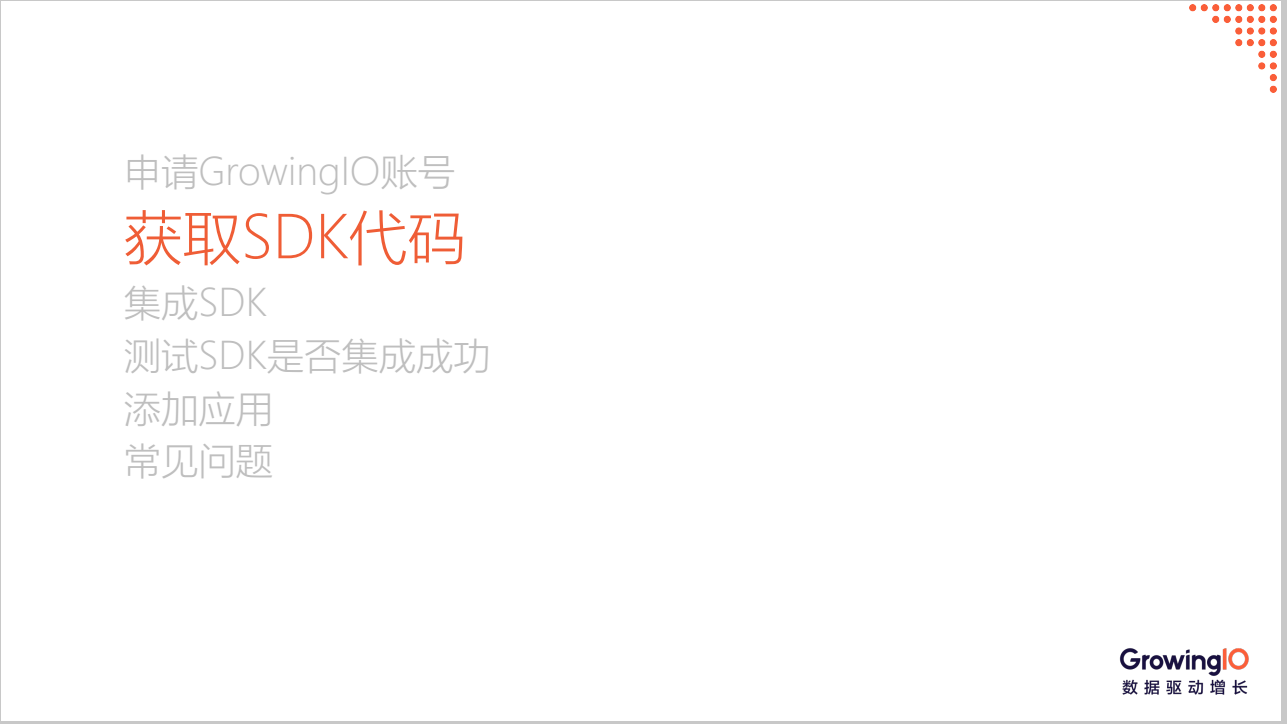 申请GrowingIO账号
获取SDK代码
集成SDK
测试SDK是否集成成功
添加应用
常见问题
GrowingIO
数据驱动增长